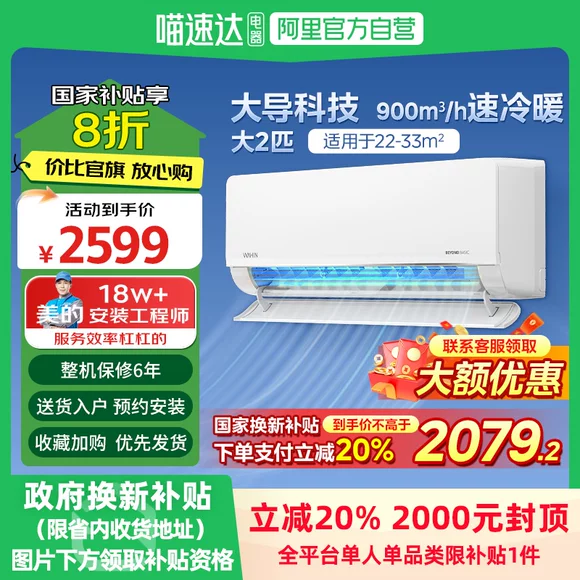 喵速达电器 阿里官方自营
国家补贴享
8折
价比官旗 放心购
大导科技 900m³/h速冷暖
大2匹 适用于22-33m²
活动到手价
¥2599
WAHIN
BEYOND BASIC
18w+
美的 安装工程师
服务效率杠杠的
整机保修6年
送货入户 预约安装
收藏加购 优先发货
联系客服领取
大额优惠
国家换新补贴 到手价不高于
下单支付立减20% 2079.2
政府换新补贴
(限省内收货地址)
图片下方领取补贴资格
立减20% 2000元封顶
全平台单人单品类限补贴1件